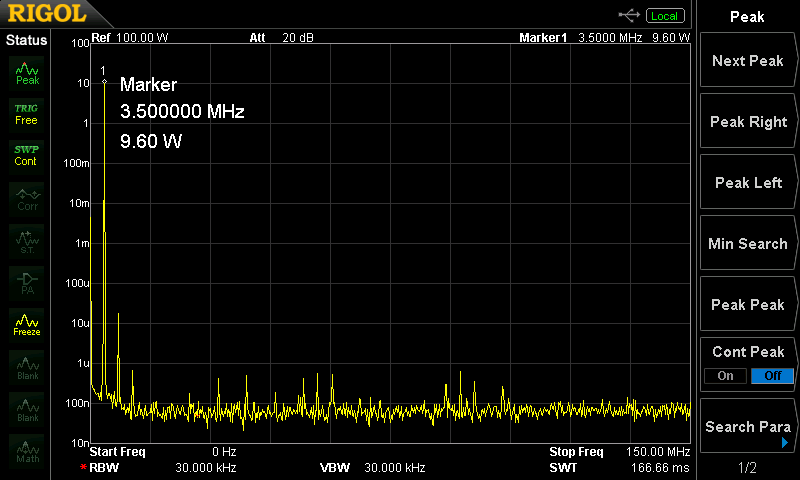 RIGOL
Local
Peak
Status
Ref 100.00 W Att 20 dB Marker1 3.5000 MHz 9.60 W
100
10
1
100m
10m
1m
100u
10u
1u
100n
10n
1
Marker
3.500000 MHz
9.60 W
Peak
TRIG
Free
SWP
Cont
Corr
S.T.
PA
Freeze
Blank
Blank
Math
Start Freq 0 Hz Stop Freq 150.00 MHz
*RBW 30.000 kHz VBW 30.000 kHz SWT 166.66 ms
Next Peak
Peak Right
Peak Left
Min Search
Peak Peak
Cont Peak
On Off
Search Para
1/2